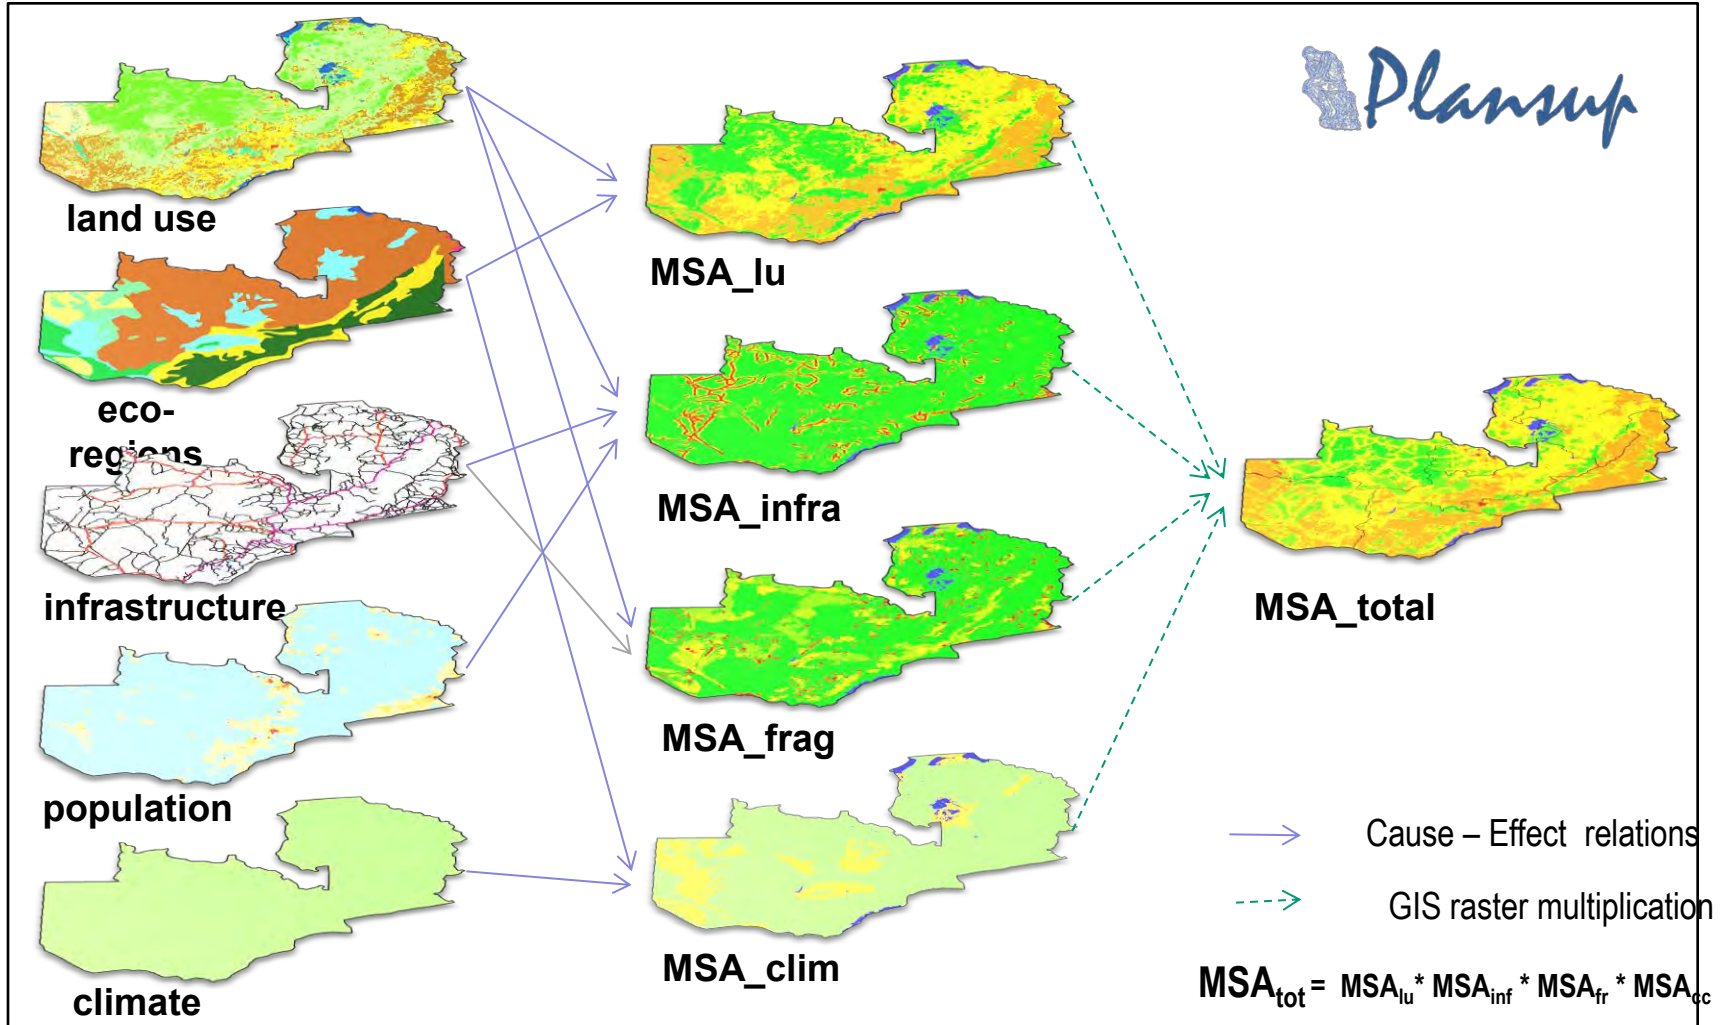 Plansup
land use
MSA_lu
eco-
regions
MSA_infra
infrastructure
MSA_total
MSA_frag
population
Cause – Effect relations
GIS raster multiplication
MSA_clim
climate
MSAtot = MSAlu* MSAinf * MSAfr * MSAcc